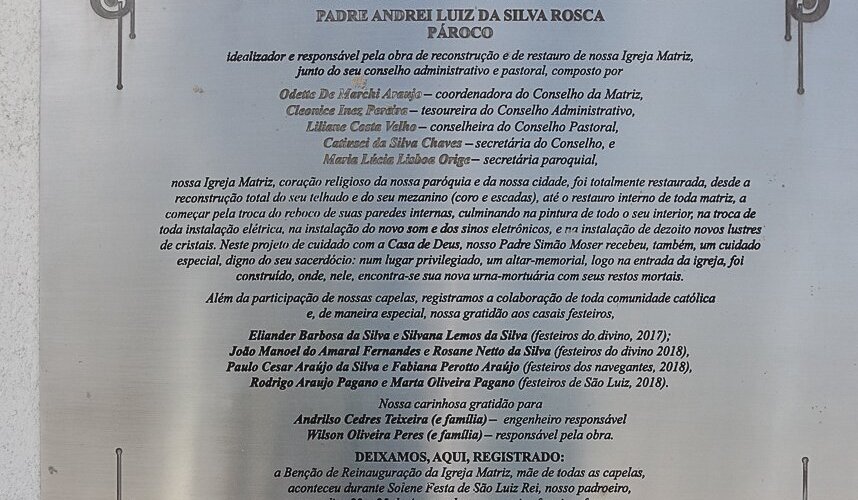 PADRE ANDREI LUIZ DA SILVA ROSCA
PÁROCO
idealizador e responsável pela obra de reconstrução e de restauro de nossa Igreja Matriz,
junto do seu conselho administrativo e pastoral, composto por
Odette De Marchi Araujo – coordenadora do Conselho da Matriz,
Cleonice Inez Pereira – tesoureira do Conselho Administrativo,
Liliane Costa Velho – conselheira do Conselho Pastoral,
Catiusci da Silva Chaves – secretária do Conselho, e
Maria Lúcia Lisboa Orige – secretária paroquial,
nossa Igreja Matriz, coração religioso da nossa paróquia e da nossa cidade, foi totalmente restaurada, desde a
reconstrução total do seu telhado e do seu mezanino (coro e escadas), até o restauro interno de toda matriz, a
começar pela troca do reboco de suas paredes internas, culminando na pintura de todo o seu interior, na troca de
toda instalação elétrica, na instalação do novo som e dos sinos eletrônicos, e na instalação de dezoito novos lustres
de cristais. Neste projeto de cuidado com a Casa de Deus, nosso Padre Simão Moser recebeu, também, um cuidado
especial, digno do seu sacerdócio: num lugar privilegiado, um altar-memorial, logo na entrada da igreja, foi
construído, onde, nele, encontra-se sua nova urna-mortuária com seus restos mortais.
Além da participação de nossas capelas, registramos a colaboração de toda comunidade católica
e, de maneira especial, nossa gratidão aos casais festeiros,
Eliander Barbosa da Silva e Silvana Lemos da Silva (festeiros do divino, 2017);
João Manoel do Amaral Fernandes e Rosane Netto da Silva (festeiros do divino 2018),
Paulo Cesar Araújo da Silva e Fabiana Perotto Araújo (festeiros dos navegantes, 2018),
Rodrigo Araujo Pagano e Marta Oliveira Pagano (festeiros de São Luiz, 2018).
Nossa carinhosa gratidão para
Andrilso Cedres Teixeira (e família) – engenheiro responsável
Wilson Oliveira Peres (e família) – responsável pela obra.
DEIXAMOS, AQUI, REGISTRADO:
a Benção de Reinauguração da Igreja Matriz, mãe de todas as capelas,
aconteceu durante Solene Festa de São Luiz Rei, nosso padroeiro,